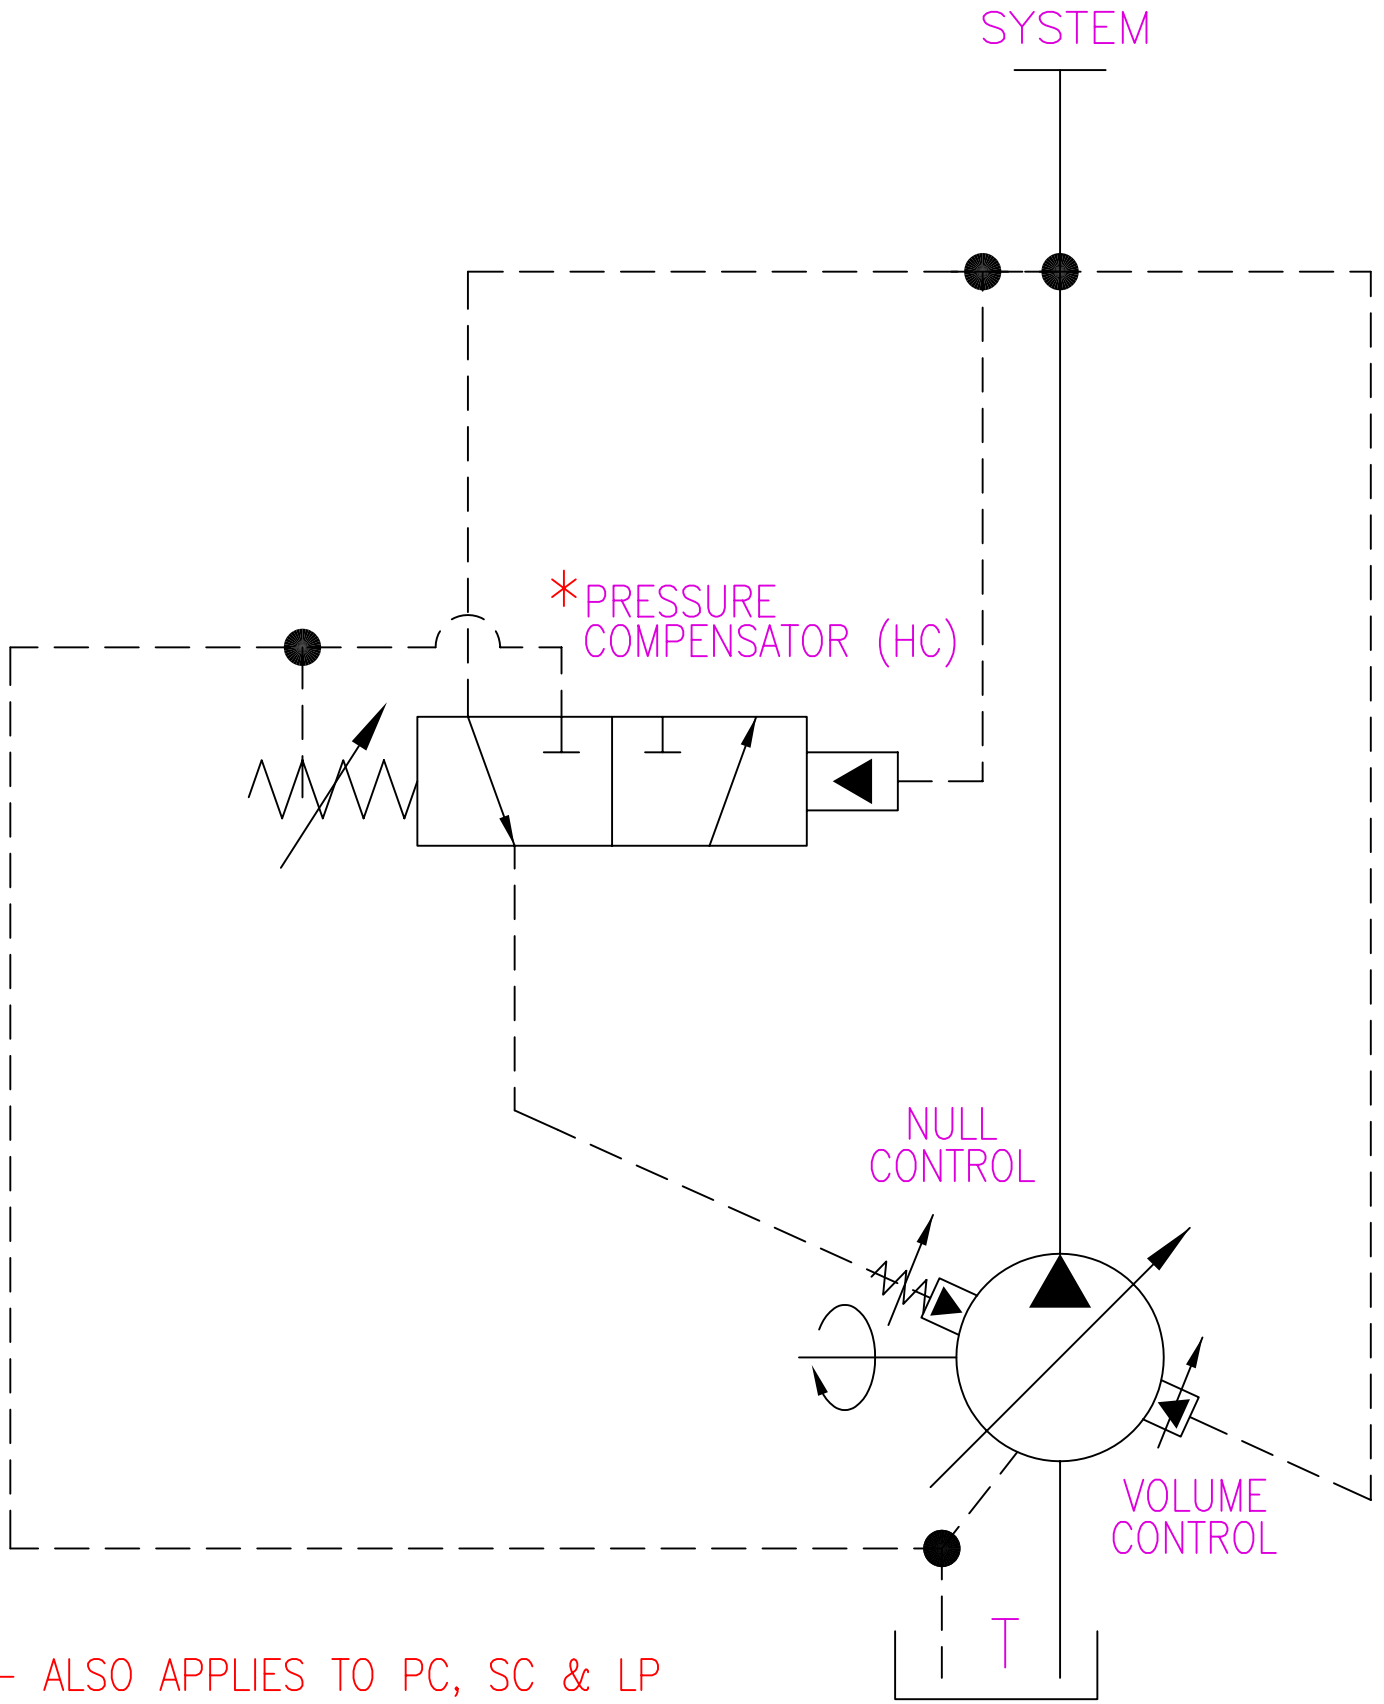 SYSTEM
*PRESSURE
COMPENSATOR (HC)
NULL
CONTROL
VOLUME
CONTROL
T
- ALSO APPLIES TO PC, SC & LP